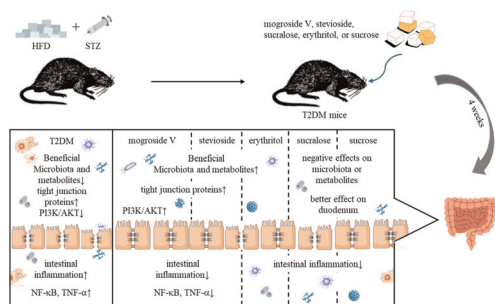 HFD
STZ
mogroside V, stevioside,
sucralose, erythritol, or sucrose
T2DM mice
4 weeks
T2DM
Beneficial
Microbiota and
metabolites↓
tight junction
proteins↑
PI3K/AKT↓
intestinal
inflammation↑
NF-κB, TNF-α↑
mogroside V
stevioside
erythritol
sucralose
sucrose
Beneficial
Microbiota and metabolites↑
tight junction proteins↑
PI3K/AKT↑
negative effects on
microbiota or
metabolites
better effect on
duodenum
intestinal
inflammation↓
NF-κB, TNF-α↓
intestinal inflammation↓